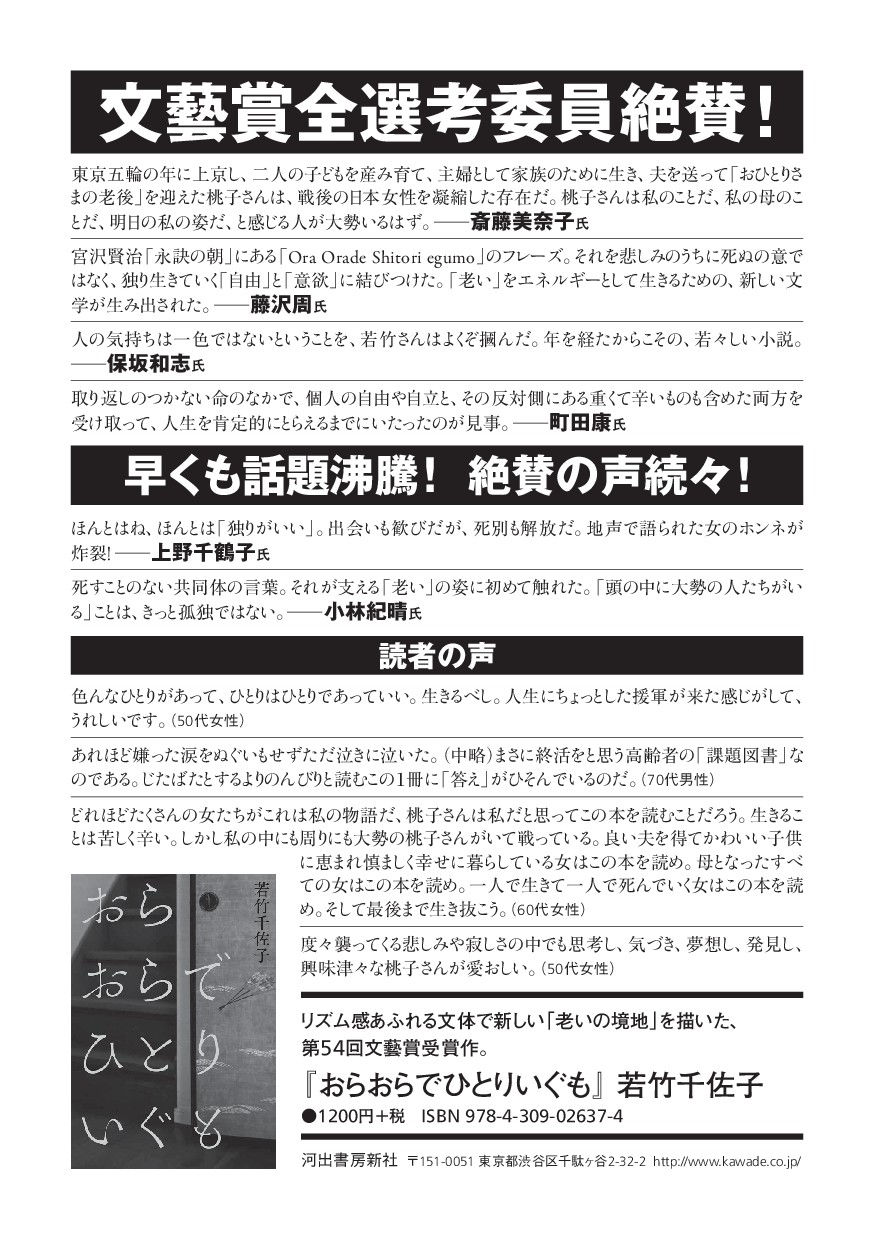 文藝賞全選考委員絶賛！
東京五輪の年に上京し、二人の子どもを産み育て、主婦として家族のために生き、夫を送って「おひとりさ
まの老後」を迎えた桃子さんは、戦後の日本女性を凝縮した存在だ。桃子さんは私のことだ、私の母のこ
とだ、明日の私の姿だ、と感じる人が大勢いるはず。──斎藤美奈子氏
宮沢賢治「永訣の朝」にある「Ora Orade Shitori egumo」のフレーズ。それを悲しみのうちに死ぬの意で
はなく、独り生きていく「自由」と「意欲」に結びつけた。「老い」をエネルギーとして生きるための、新しい文
学が生み出された。──藤沢周氏
人の気持ちは一色ではないということを、若竹さんはよくぞ摑んだ。年を経たからこその、若々しい小説。
──保坂和志氏
取り返しのつかない命のなかで、個人の自由や自立と、その反対側にある重くて辛いものも含めた両方を
受け取って、人生を肯定的にとらえるまでにいたったのが見事。──町田康氏
早くも話題沸騰！ 絶賛の声続々！
ほんとはね、ほんとは「独りがいい」。出会いも歓びだが、死別も解放だ。地声で語られた女のホンネが
炸裂!──上野千鶴子氏
死すことのない共同体の言葉。それが支える「老い」の姿に初めて触れた。「頭の中に大勢の人たちがい
る」ことは、きっと孤独ではない。──小林紀晴氏
読者の声
色んなひとりがあって、ひとりはひとりであっていい。生きるべし。人生にちょっとした援軍が来た感じがして、
うれしいです。（50代女性）
あれほど嫌った涙をぬぐいもせずただ泣きに泣いた。（中略）まさに終活をと思う高齢者の「課題図書」な
のである。じたばたとするよりのんびりと読むこの1冊に「答え」がひそんでいるのだ。（70代男性）
どれほどたくさんの女たちがこれは私の物語だ、桃子さんは私だと思ってこの本を読むことだろう。生きるこ
とは苦しく辛い。しかし私の中にも周りにも大勢の桃子さんがいて戦っている。良い夫を得てかわいい子供
に恵まれ慎ましく幸せに暮らしている女はこの本を読め。母となったすべ
ての女はこの本を読め。一人で生きて一人で死んでいく女はこの本を読
め。そして最後まで生き抜こう。（60代女性）
度々襲ってくる悲しみや寂しさの中でも思考し、気づき、夢想し、発見し、
興味津々な桃子さんが愛おしい。（50代女性）
若竹千佐子
おら
おらで
ひとり
いぐも
リズム感あふれる文体で新しい「老いの境地」を描いた、
第54回文藝賞受賞作。
『おらおらでひとりいぐも』 若竹千佐子
●1200円＋税 ISBN 978-4-309-02637-4
河出書房新社 〒151-0051 東京都渋谷区千駄ヶ谷2-32-2 http://www.kawade.co.jp/